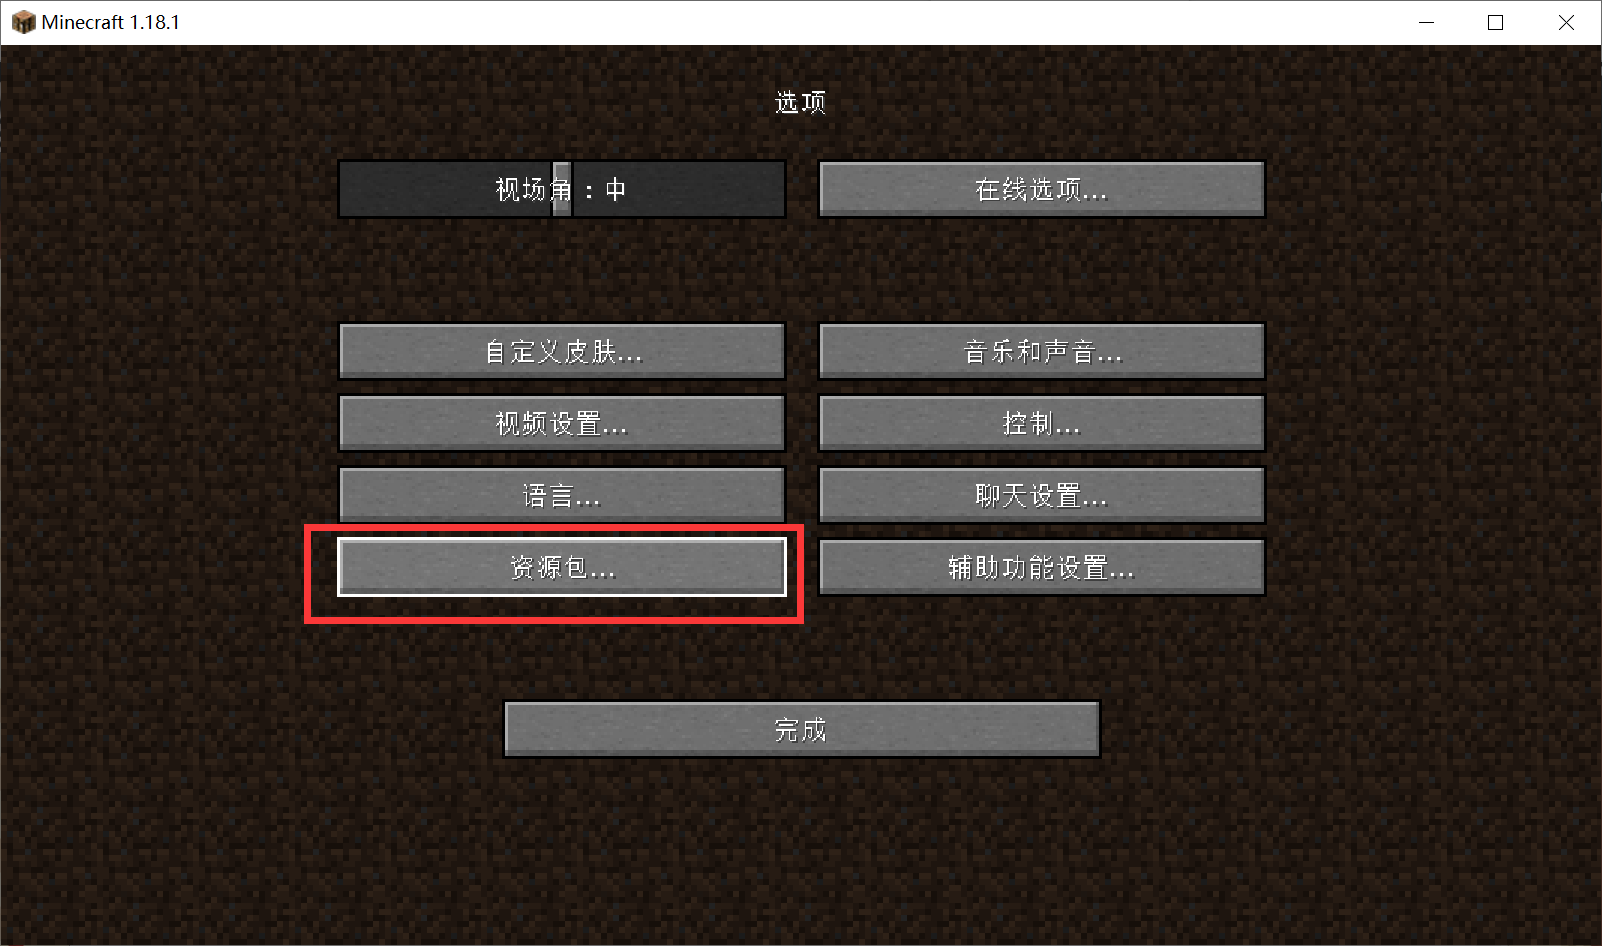 Minecraft 1.18.1
选项
视场角：中
在线选项...
自定义皮肤...
音乐和声音...
视频设置...
控制...
语言...
聊天设置...
资源包...
辅助功能设置...
完成